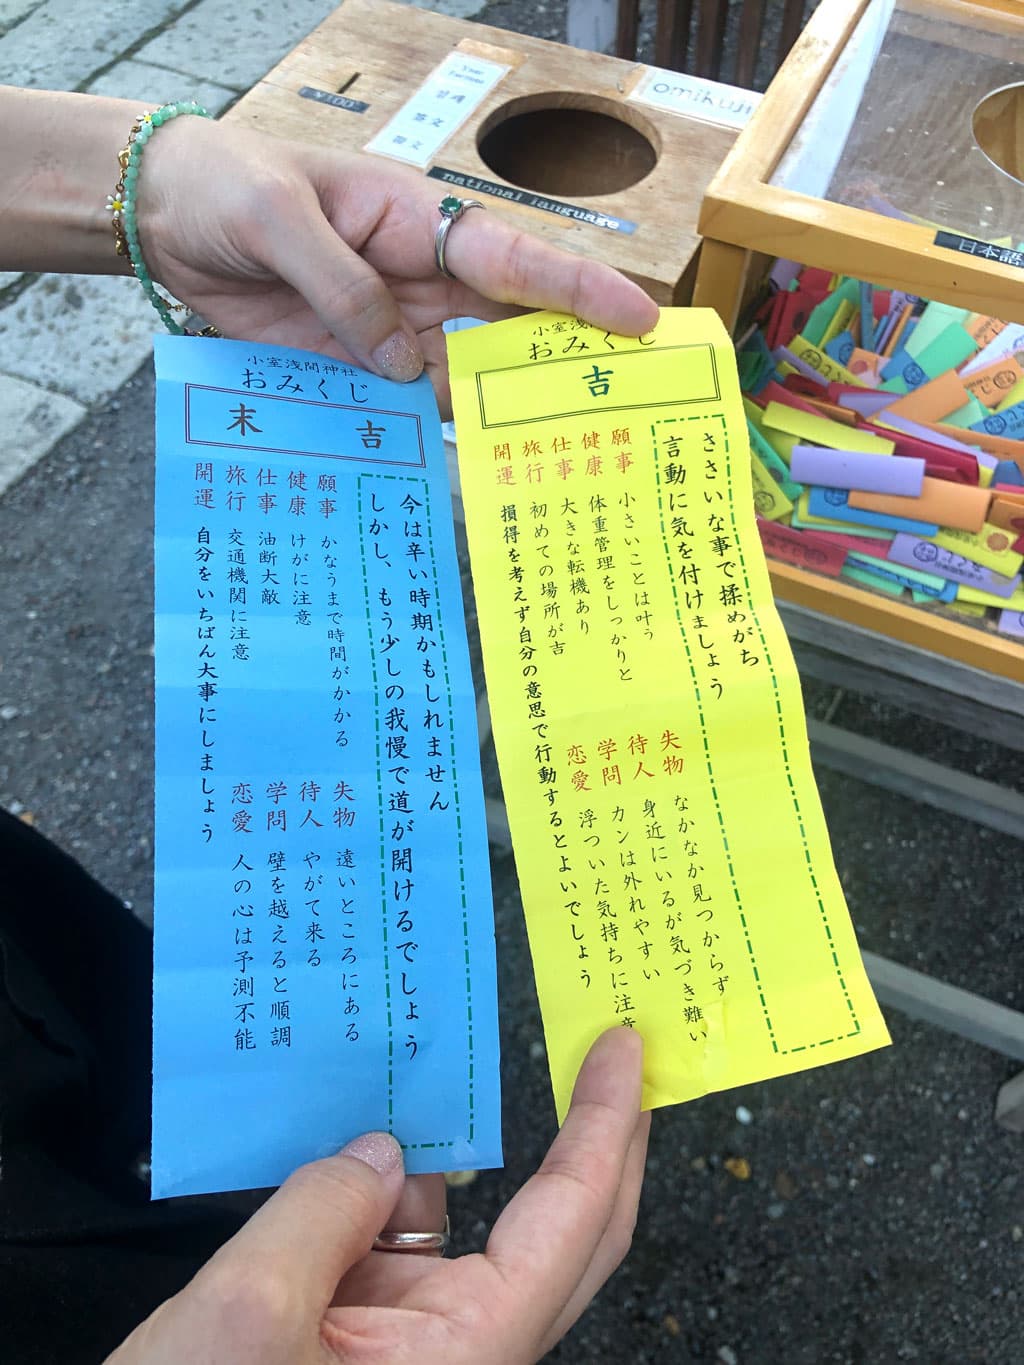 Your
Fortune
운세
签文
御文
¥100
omikuji
national language
日本語
小室浅間神社
おみくじ
末吉
今は辛い時期かもしれません
しかし、もう少しの我慢で道が開けるでしょう
願事 かなうまで時間がかかる
健康 けがに注意
仕事 油断大敵
旅行 交通機関に注意
開運 自分をいちばん大事にしましょう
失物 遠いところにある
待人 やがて来る
学問 壁を越えると順調
恋愛 人の心は予測不能
小室浅
おみくじ
吉
ささいな事で揉めがち
言動に気を付けましょう
願事 小さいことは叶う
健康 体重管理をしっかりと
仕事 大きな転機あり
旅行 初めての場所が吉
開運 損得を考えず自分の意思で行動するとよいでしょう
失物 なかなか見つからず
待人 身近にいるが気づき難い
学問 カンは外れやすい
恋愛 浮ついた気持ちに注意